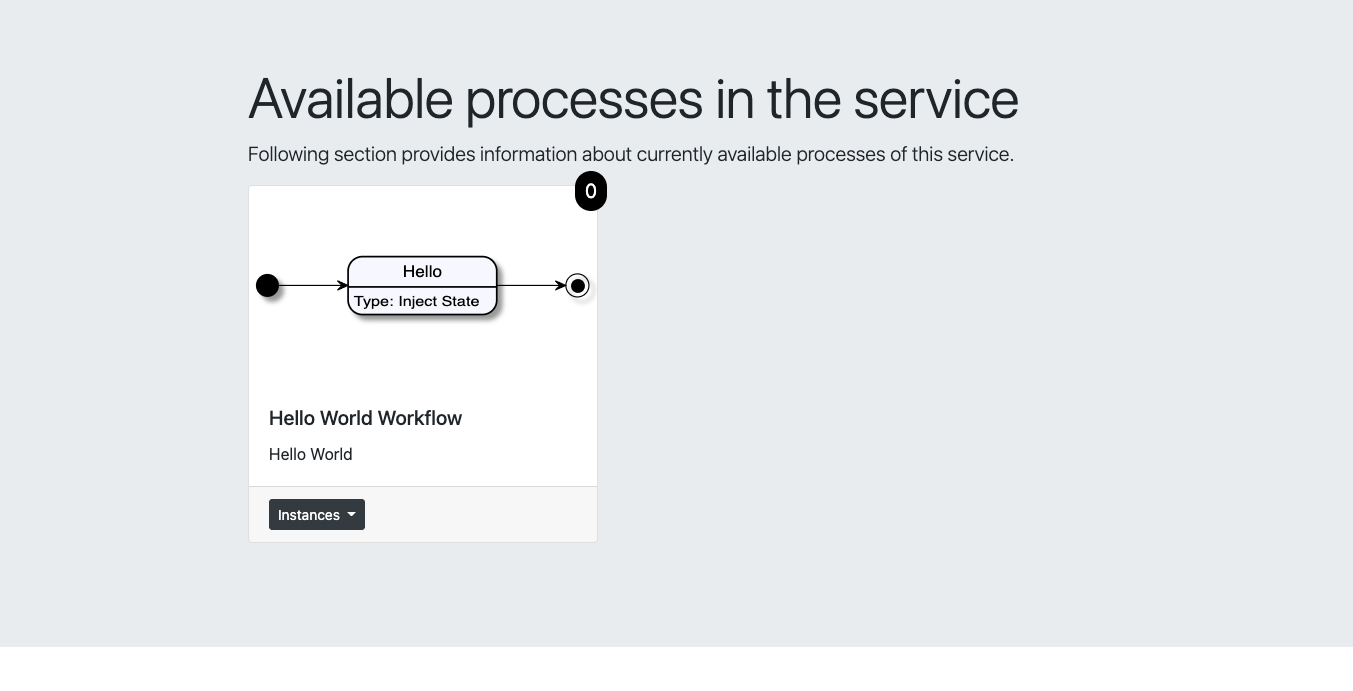 Available processes in the service
Following section provides information about currently available processes of this service.
0
Hello
Type: Inject State
Hello World Workflow
Hello World
Instances